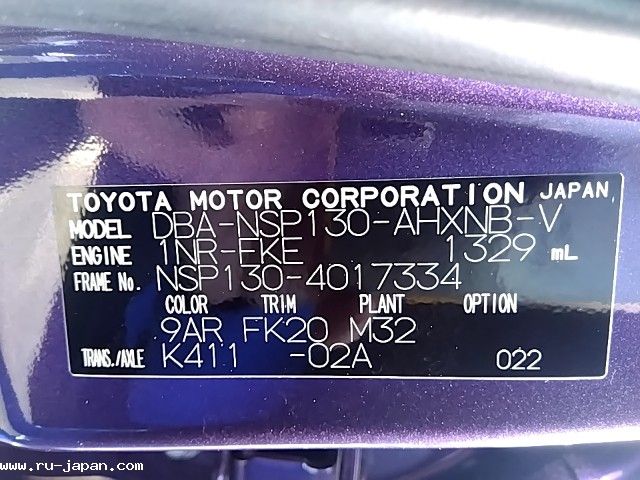 TOYOTA MOTOR CORPORATION JAPAN
MODEL DBA-NSP130-AHXNB-V
ENGINE 1NR-FKE 1329 mL
FRAME No. NSP130-4017334
COLOR TRIM PLANT OPTION
9AR FK20 M32
TRANS./AXLE K411 -02A 022
www.ru-japan.com